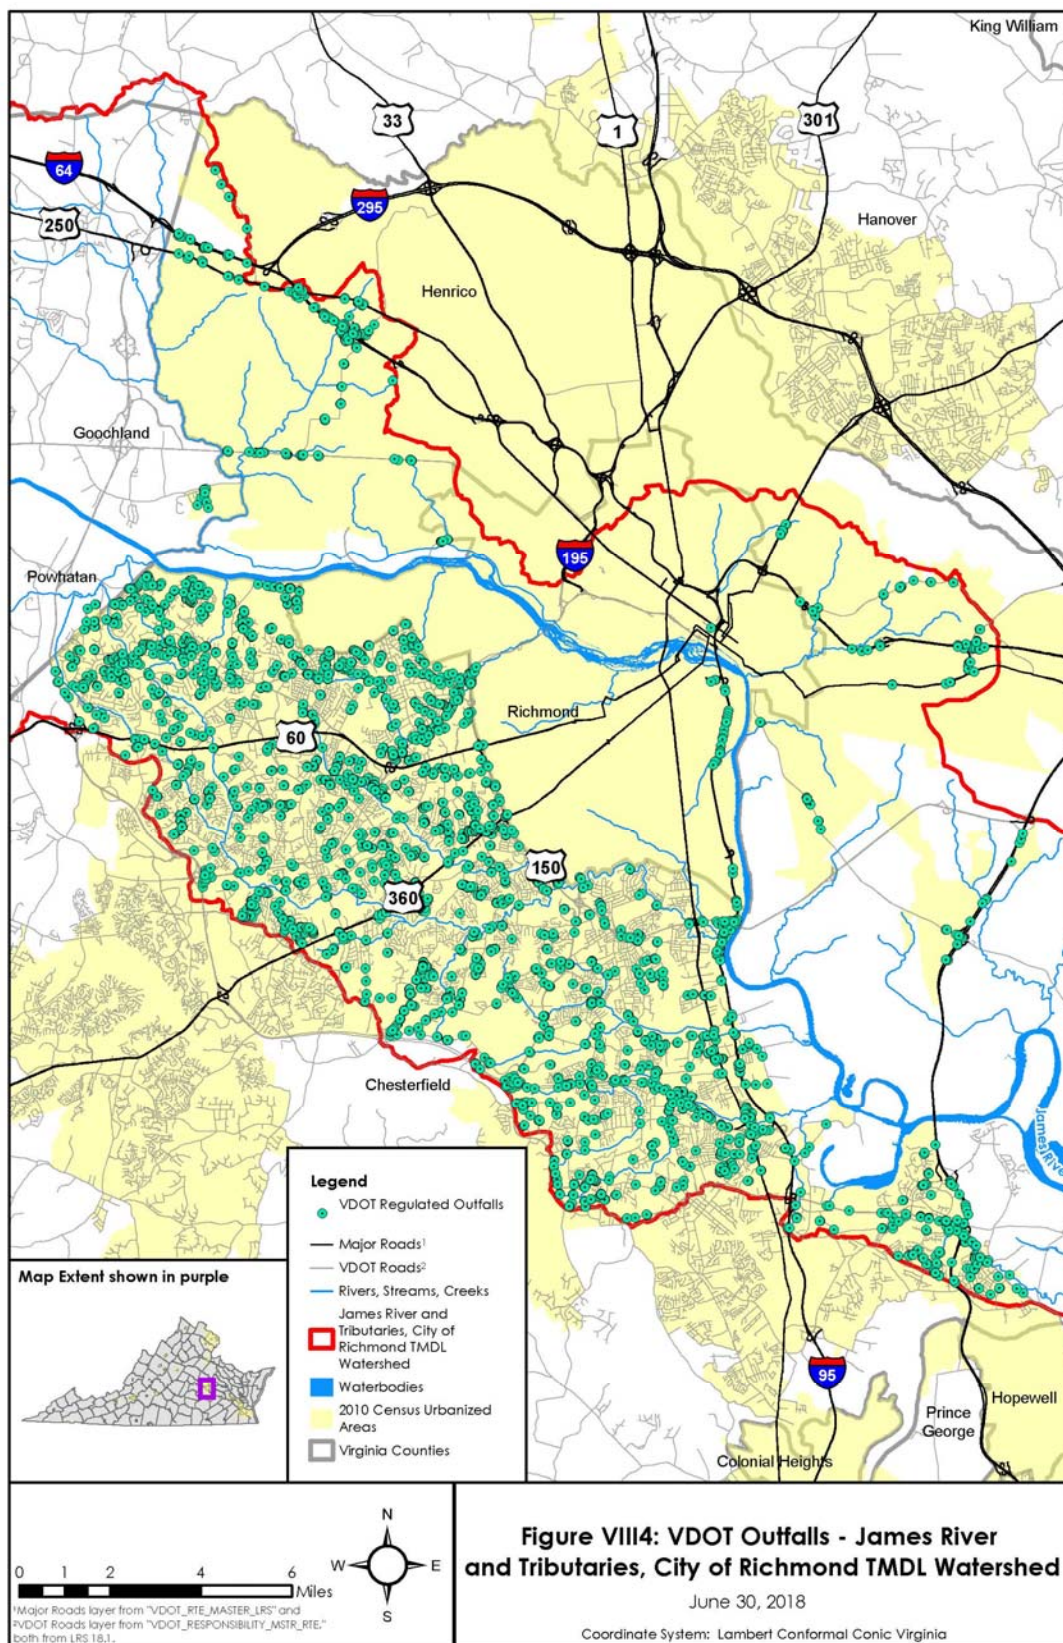 King William
33
1
301
64
295
250
Hanover
Henrico
Goochland
195
Powhatan
Richmond
60
150
360
Chesterfield
James River
Legend
VDOT Regulated Outfalls
Major Roads¹
VDOT Roads²
Rivers, Streams, Creeks
James River and
Tributaries, City of
Richmond TMDL
Watershed
Waterbodies
2010 Census Urbanized
Areas
Virginia Counties
Map Extent shown in purple
95
Hopewell
Prince
George
Colonial Heights
N
W E
S
0 1 2 4 6
Miles
¹Major Roads layer from "VDOT_RTE_MASTER_LRS" and
²VDOT Roads layer from "VDOT_RESPONSIBILITY_MSTR_RTE,"
both from LRS 18.1.
Figure VIII4: VDOT Outfalls - James River
and Tributaries, City of Richmond TMDL Watershed
June 30, 2018
Coordinate System: Lambert Conformal Conic Virginia